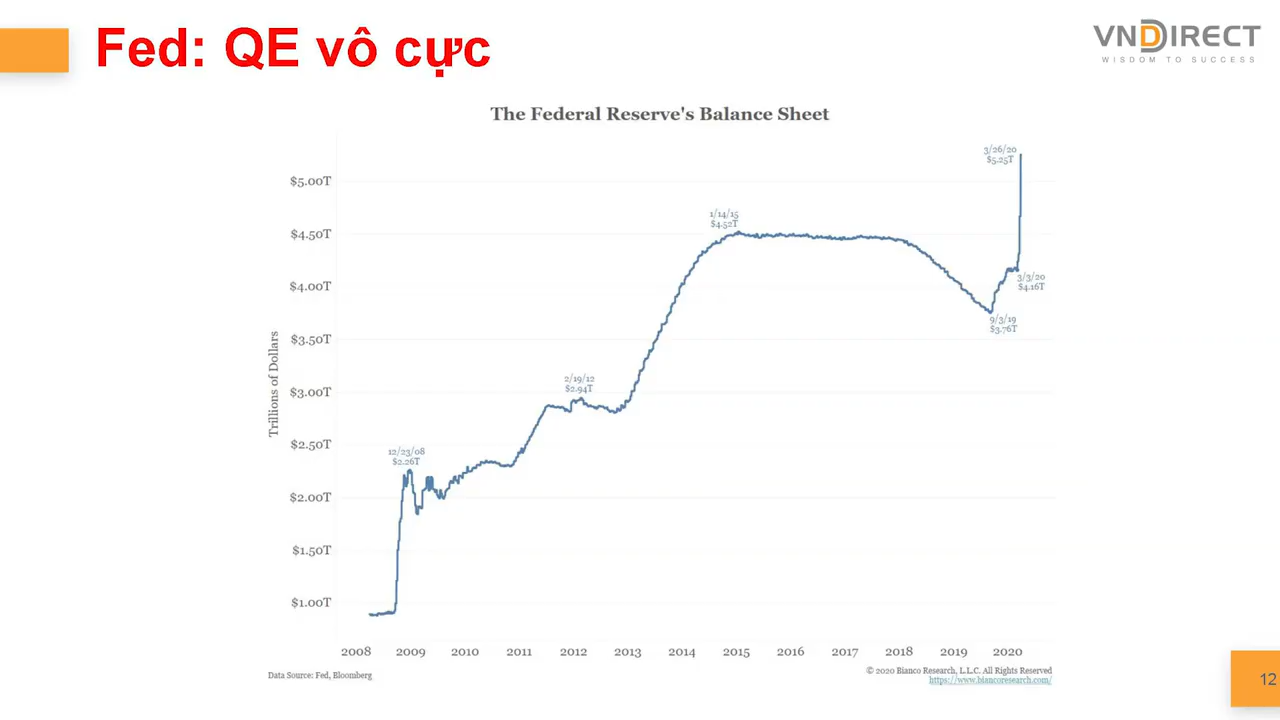 Fed: QE vô cực
VNDIRECT
WISDOM TO SUCCESS
The Federal Reserve's Balance Sheet
Trillions of Dollars
$5.00T
$4.50T
$4.00T
$3.50T
$3.00T
$2.50T
$2.00T
$1.50T
$1.00T
12/23/08
$2.26T
2/19/12
$2.94T
1/14/15
$4.52T
9/3/19
$3.76T
3/3/20
$4.16T
3/26/20
$5.25T
2008 2009 2010 2011 2012 2013 2014 2015 2016 2017 2018 2019 2020
Data Source: Fed, Bloomberg
© 2020 Bianco Research, L.L.C. All Rights Reserved
https://www.biancoresearch.com/
12